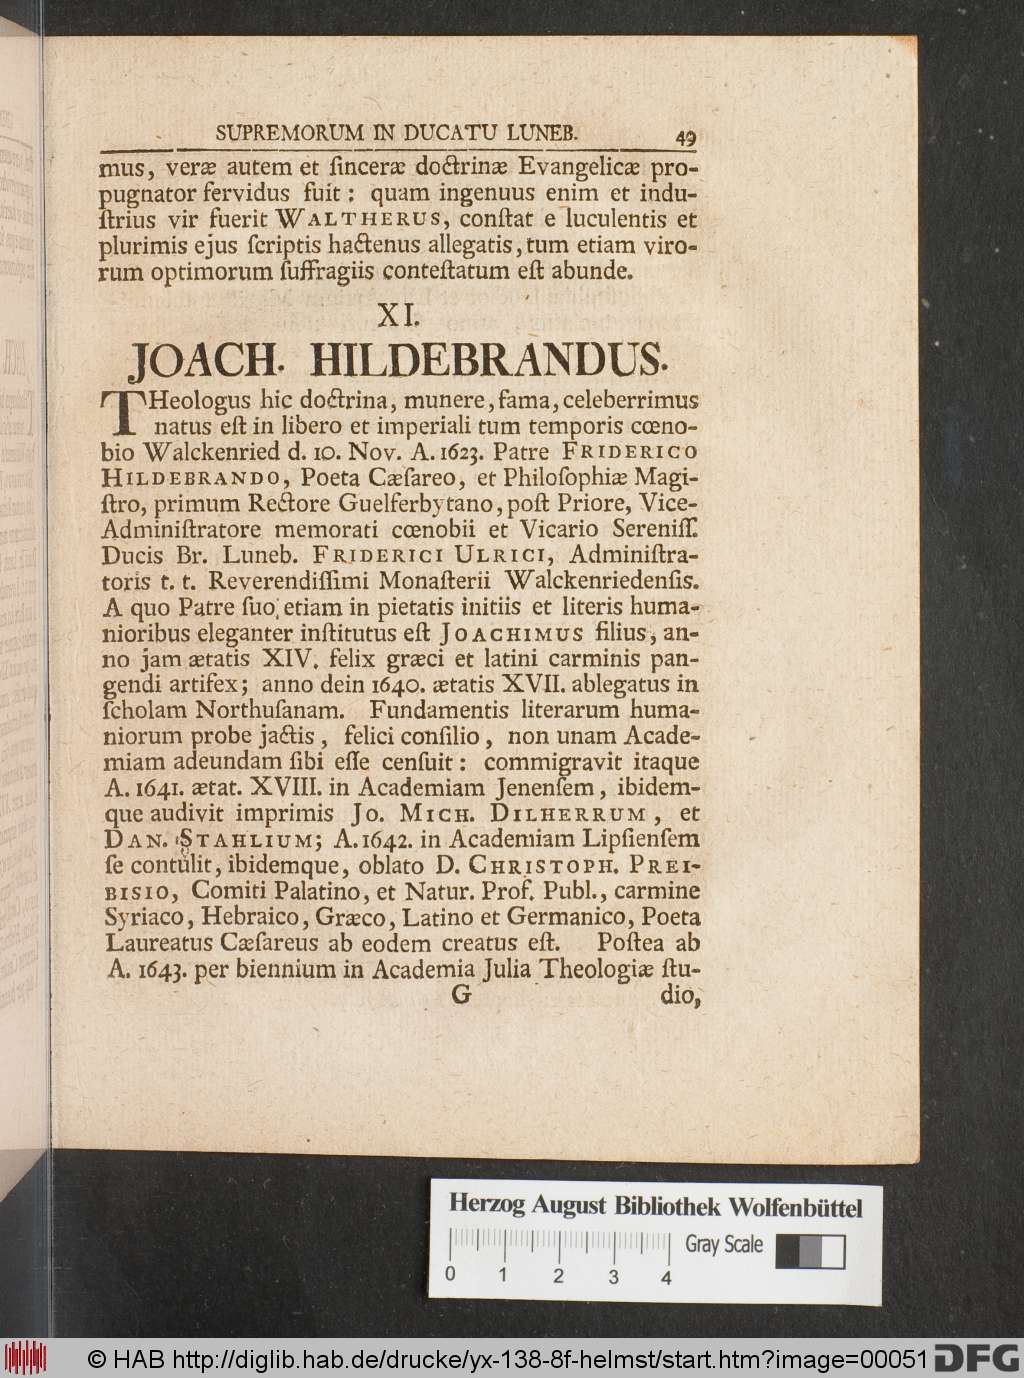 SUPREMORUM IN DUCATU LUNEB. 49
mus, veræ autem et ſinceræ doctrinæ Evangelicæ pro-
pugnator fervidus fuit: quam ingenuus enim et indu-
ſtrius vir fuerit WALTHERUS, conſtat e luculentis et
plurimis ejus ſcriptis hactenus allegatis, tum etiam viro-
rum optimorum ſuffragiis conteſtatum eſt abunde.
XI.
JOACH. HILDEBRANDUS.
THeologus hic doctrina, munere, fama, celeberrimus
natus eſt in libero et imperiali tum temporis cœno-
bio Walckenried d. 10. Nov. A. 1623. Patre FRIDERICO
HILDEBRANDO, Poeta Cæſareo, et Philoſophiæ Magi-
ſtro, primum Rectore Guelferbytano, poſt Priore, Vice-
Adminiſtratore memorati cœnobii et Vicario Sereniſſ.
Ducis Br. Luneb. FRIDERICI ULRICI, Adminiſtra-
toris t. t. Reverendiſſimi Monaſterii Walckenriedenſis.
A quo Patre ſuo, etiam in pietatis initiis et literis huma-
nioribus eleganter inſtitutus eſt JOACHIMUS filius, an-
no jam ætatis XIV. felix græci et latini carminis pan-
gendi artifex; anno dein 1640. ætatis XVII. ablegatus in
ſcholam Northuſanam. Fundamentis literarum huma-
niorum probe jactis, felici conſilio, non unam Acade-
miam adeundam ſibi eſſe cenſuit: commigravit itaque
A. 1641. ætat. XVIII. in Academiam Jenenſem, ibidem-
que audivit imprimis JO. MICH. DILHERRUM, et
DAN. STAHLIUM; A. 1642. in Academiam Lipſienſem
ſe contulit, ibidemque, oblato D. CHRISTOPH. PREI-
BISIO, Comiti Palatino, et Natur. Prof. Publ., carmine
Syriaco, Hebraico, Græco, Latino et Germanico, Poeta
Laureatus Cæſareus ab eodem creatus eſt. Poſtea ab
A. 1643. per biennium in Academia Julia Theologiæ ſtu-
G dio,
Herzog August Bibliothek Wolfenbüttel
Gray Scale
0 1 2 3 4
© HAB http://diglib.hab.de/drucke/yx-138-8f-helmst/start.htm?image=00051 DFG